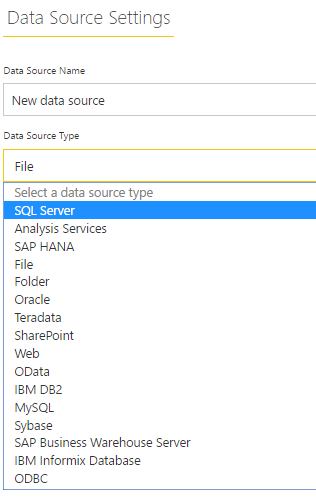 Data Source Settings
Data Source Name
New data source
Data Source Type
File
Select a data source type
SQL Server
Analysis Services
SAP HANA
File
Folder
Oracle
Teradata
SharePoint
Web
OData
IBM DB2
MySQL
Sybase
SAP Business Warehouse Server
IBM Informix Database
ODBC